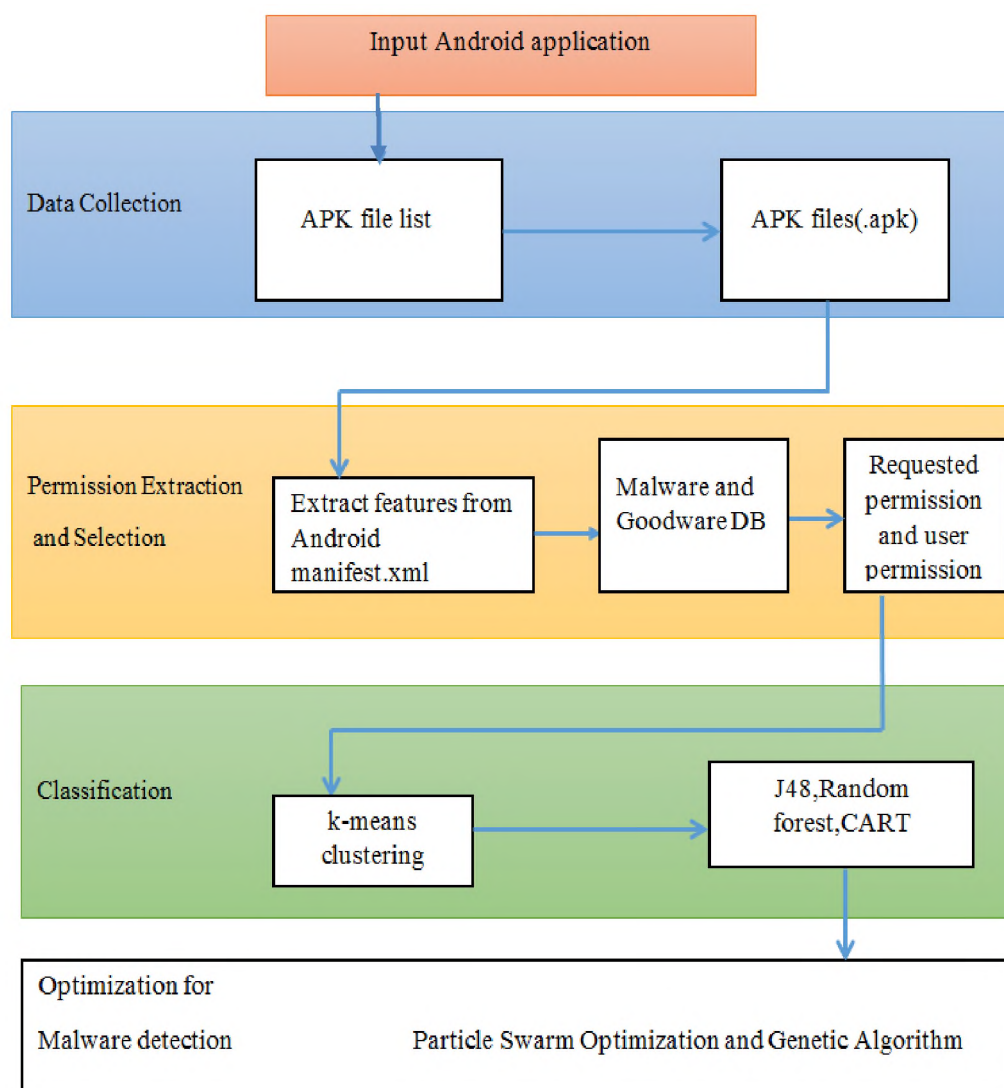 Input Android application
Data Collection
APK file list
APK files(.apk)
Permission Extraction
and Selection
Extract features from
Android
manifest.xml
Malware and
Goodware DB
Requested
permission
and user
permission
Classification
k-means
clustering
J48,Random
forest,CART
Optimization for
Malware detection
Particle Swarm Optimization and Genetic Algorithm